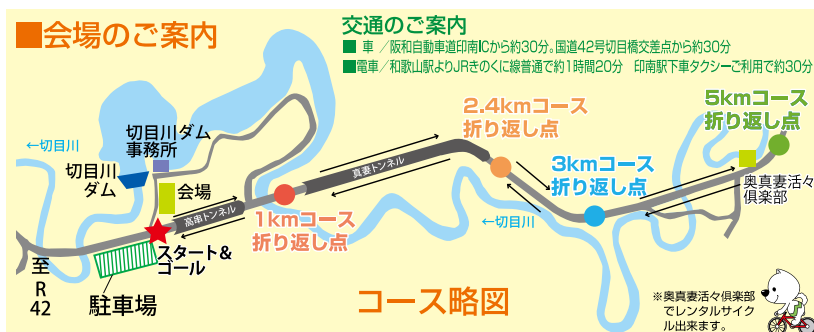 ■会場のご案内
交通のご案内
■ 車 ／阪和自動車道印南ICから約30分。国道42号切目橋交差点から約30分
■電車／和歌山駅よりJRきのくに線普通で約1時間20分　印南駅下車タクシーご利用で約30分
5kmコース
折り返し点
2.4kmコース
折り返し点
切目川ダム
事務所
←切目川
切目川
ダム
会場
真妻トンネル
3kmコース
折り返し点
奥真妻活々
倶楽部
高串トンネル
1kmコース
折り返し点
←切目川
スタート&
ゴール
至
R
42
駐車場
コース略図
※奥真妻活々倶楽部
でレンタルサイク
ル出来ます。